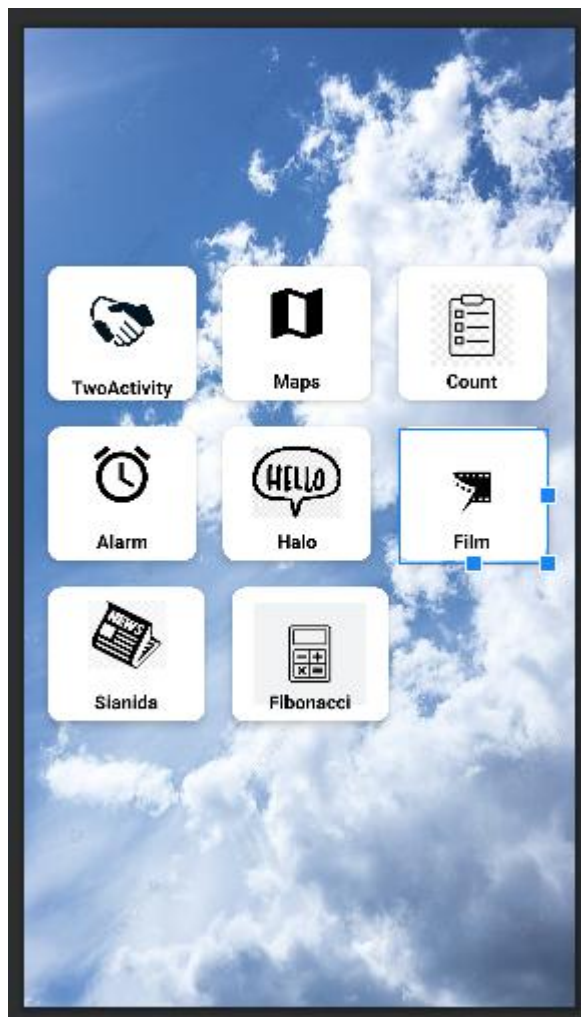 TwoActivity
Maps
Count
HELLO
Alarm
Halo
Film
NEWS
Sianida
Fibonacci